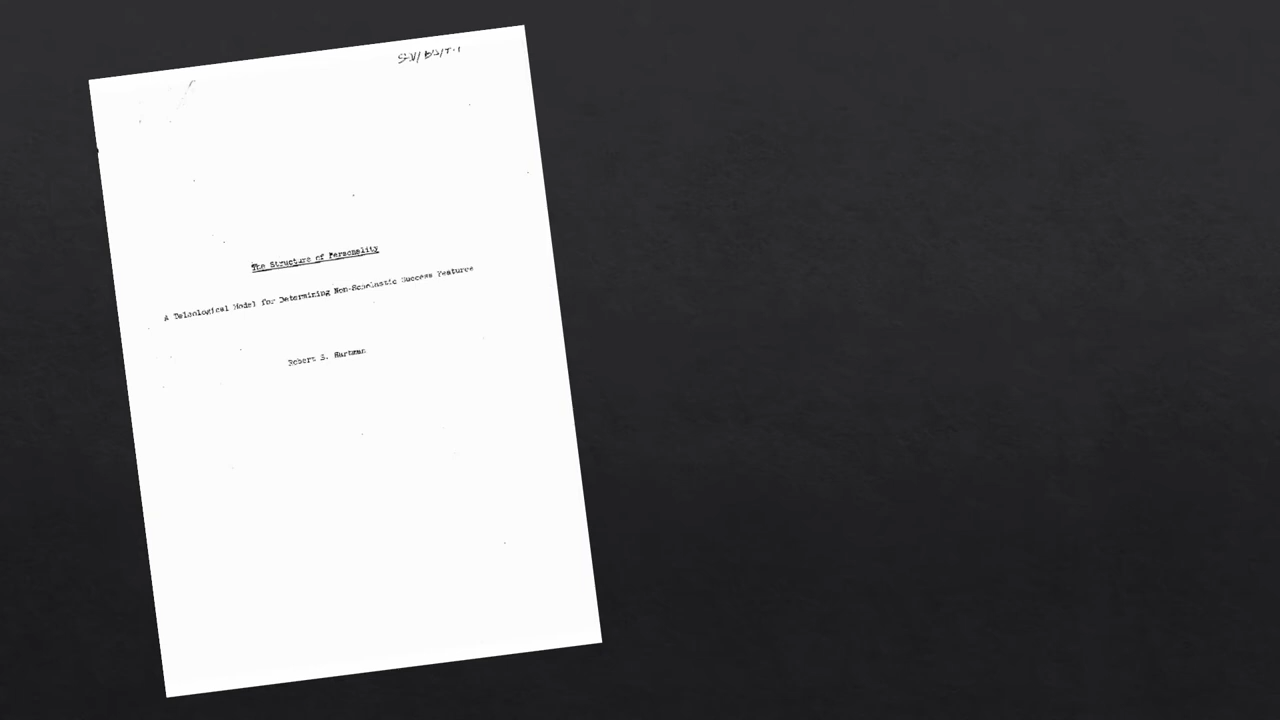 The Structure of Personality
A Teleological Model for Determining Non-Scholastic Success Features
Robert S. Hartman